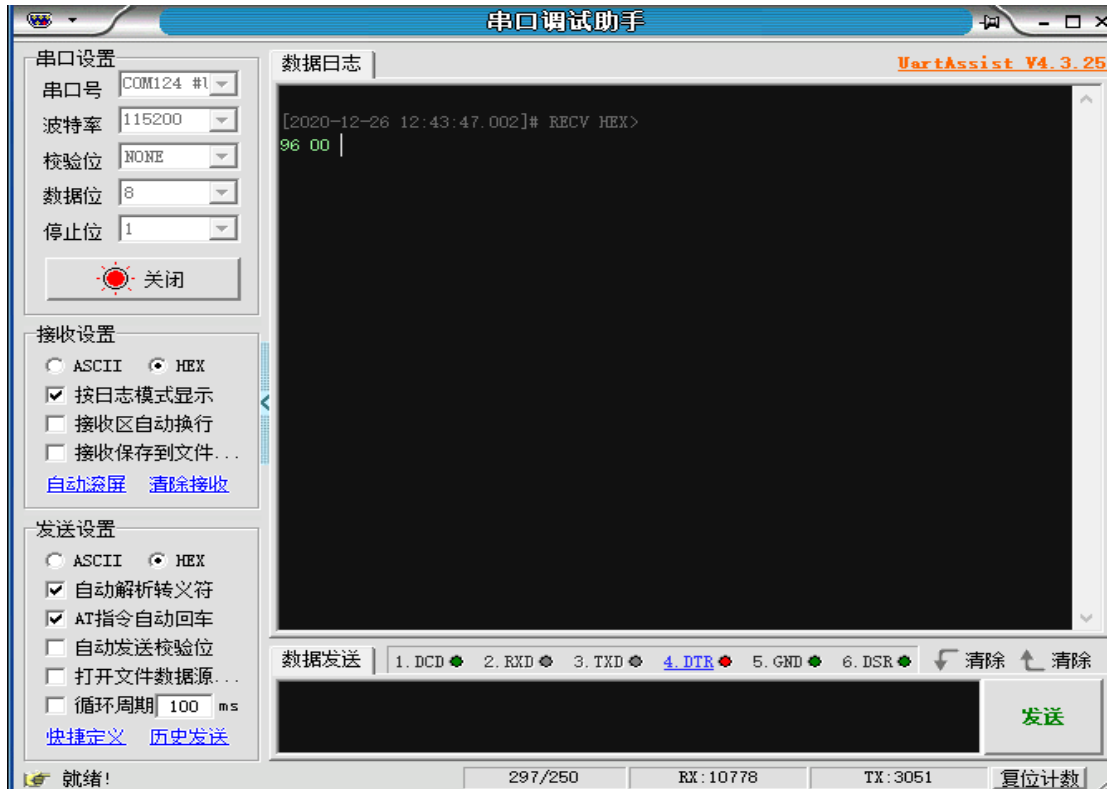 串口调试助手
串口设置
串口号 COM124 #U
波特率 115200
校验位 NONE
数据位 8
停止位 1
关闭
接收设置
ASCII HEX
按日志模式显示
接收区自动换行
接收保存到文件...
自动滚屏 清除接收
发送设置
ASCII HEX
自动解析转义符
AT指令自动回车
自动发送校验位
打开文件数据源...
循环周期 100 ms
快捷定义 历史发送
数据日志 UartAssist V4.3.25
[2020-12-26 12:43:47.002]# RECV HEX>
96 00
数据发送 1.DCD 2.RXD 3.TXD 4.DTR 5.GND 6.DSR 清除 清除
发送
就绪! 297/250 RX:10778 TX:3051 复位计数